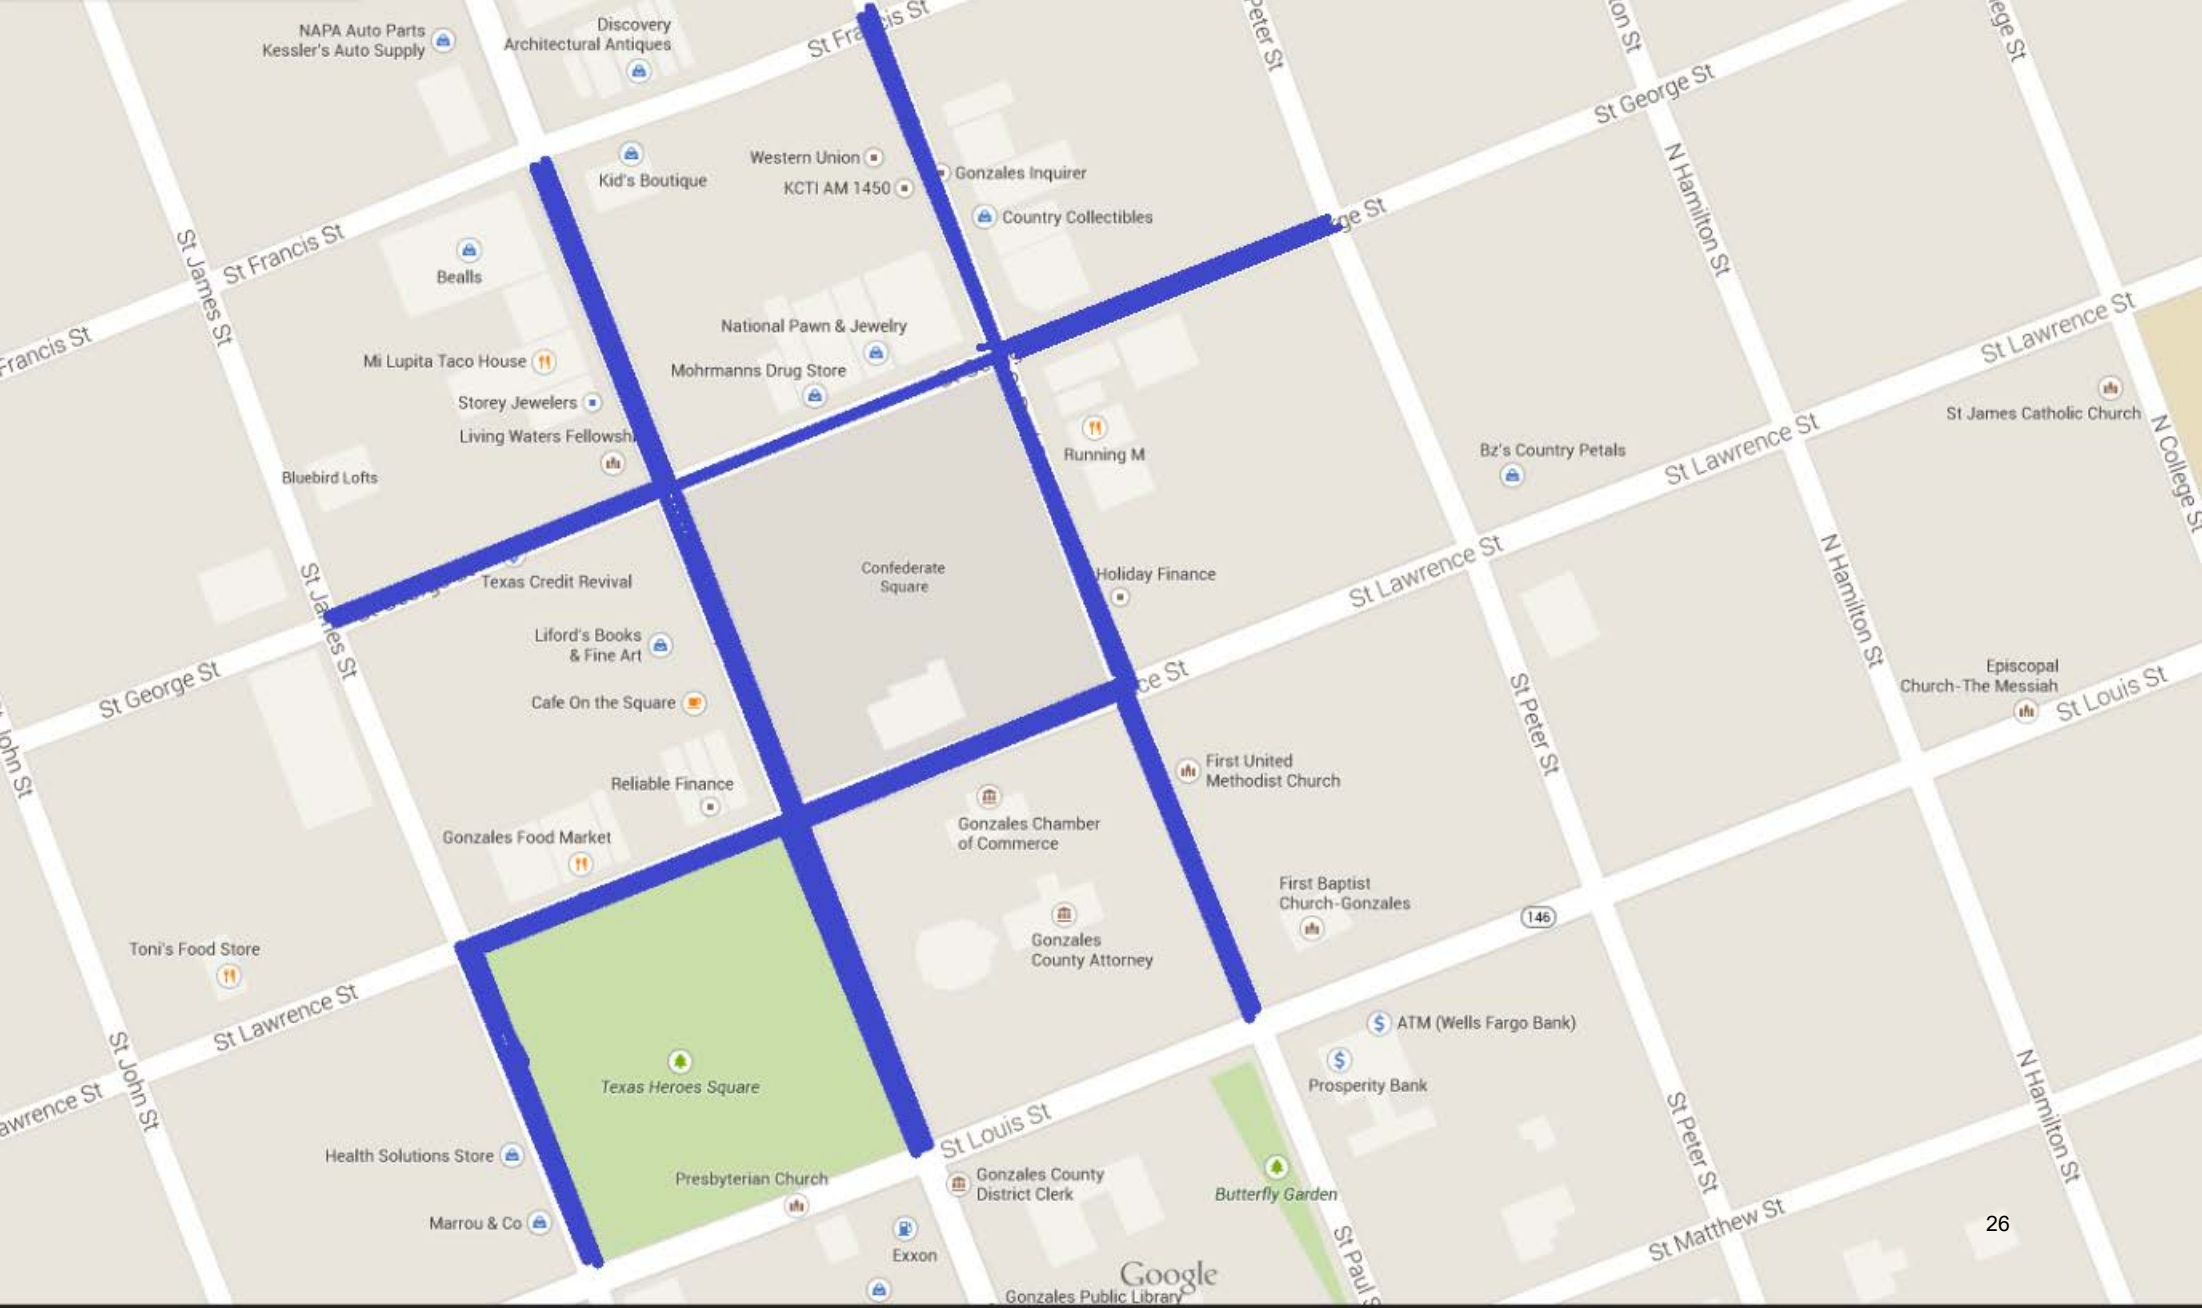 NAPA Auto Parts
Kessler's Auto Supply
Discovery
Architectural Antiques
St Peter St
St George St
St Francis St
Kid's Boutique
Western Union
KCTI AM 1450
Gonzales Inquirer
Country Collectibles
N Hamilton St
St James St
Bealls
Francis St
National Pawn & Jewelry
Mi Lupita Taco House
Mohrmanns Drug Store
St Lawrence St
St James Catholic Church
Storey Jewelers
Living Waters Fellowsh
Running M
Bz's Country Petals
St Lawrence St
N College St
Bluebird Lofts
Confederate
Square
Holiday Finance
St Lawrence St
N Hamilton St
St James St
Texas Credit Revival
Liford's Books
& Fine Art
Cafe On the Square
St George St
St Peter St
Episcopal
Church-The Messiah
St Louis St
First United
Methodist Church
Reliable Finance
Gonzales Chamber
of Commerce
Gonzales Food Market
First Baptist
Church-Gonzales
146
Gonzales
County Attorney
Toni's Food Store
St Lawrence St
ATM (Wells Fargo Bank)
Prosperity Bank
St John St
Texas Heroes Square
St Louis St
N Hamilton St
St Peter St
Health Solutions Store
Presbyterian Church
Gonzales County
District Clerk
Butterfly Garden
Marrou & Co
St Matthew St
26
Exxon
Google
St Paul
Gonzales Public Library